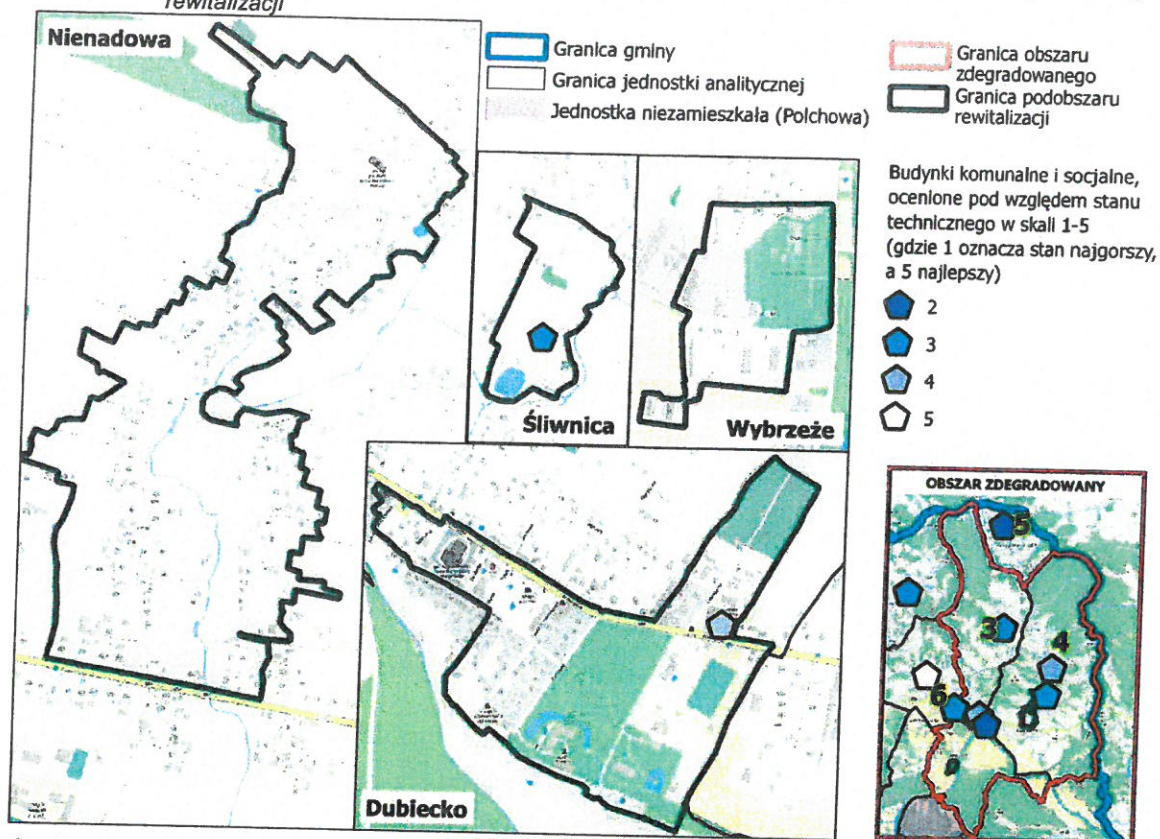 rewitalizacji
Nienadowa
Granica gminy
Granica jednostki analitycznej
Jednostka niezamieszkała (Polchowa)
Granica obszaru
zdegradowanego
Granica podobszaru
rewitalizacji
Budynki komunalne i socjalne,
ocenione pod względem stanu
technicznego w skali 1-5
(gdzie 1 oznacza stan najgorszy,
a 5 najlepszy)
2
3
4
5
Śliwnica
Wybrzeże
Dubiecko
OBSZAR ZDEGRADOWANY
5
3
4
6